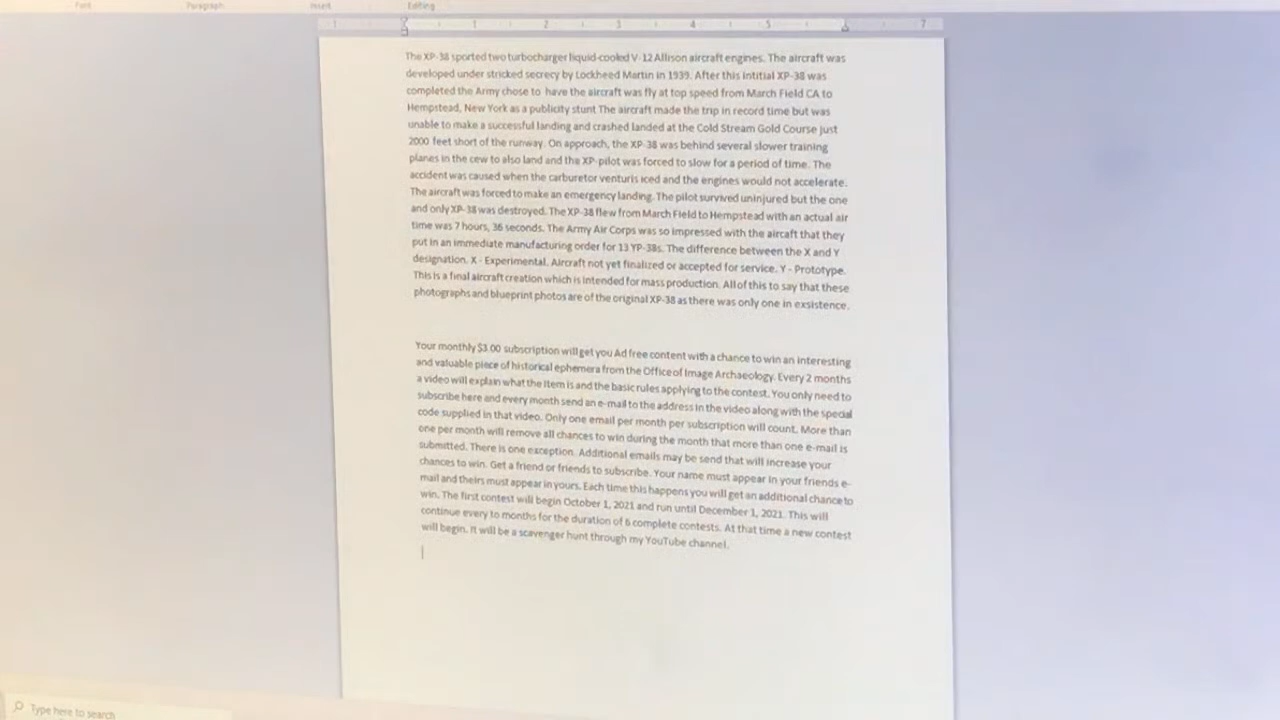 Font Paragraph Insert Editing
1 1 2 3 4 5 7
The XP-38 sported two turbocharger liquid-cooled V-12 Allison aircraft engines. The aircraft was
developed under stricked secrecy by Lockheed Martin in 1939. After this intitial XP-38 was
completed the Army chose to have the aircraft was fly at top speed from March Field CA to
Hempstead, New York as a publicity stunt The aircraft made the trip in record time but was
unable to make a successful landing and crashed landed at the Cold Stream Gold Course just
2000 feet short of the runway. On approach, the XP-38 was behind several slower training
planes in the cew to also land and the XP-pilot was forced to slow for a period of time. The
accident was caused when the carburetor venturis iced and the engines would not accelerate.
The aircraft was forced to make an emergency landing. The pilot survived uninjured but the one
and only XP-38 was destroyed. The XP-38 flew from March Field to Hempstead with an actual air
time was 7 hours, 36 seconds. The Army Air Corps was so impressed with the aircaft that they
put in an immediate manufacturing order for 13 YP-38s. The difference between the X and Y
designation. X - Experimental. Aircraft not yet finalized or accepted for service. Y - Prototype.
This is a final aircraft creation which is intended for mass production. All of this to say that these
photographs and blueprint photos are of the original XP-38 as there was only one in exsistence.
Your monthly $3.00 subscription will get you Ad free content with a chance to win an interesting
and valuable piece of historical ephemera from the Office of Image Archaeology. Every 2 months
a video will explain what the item is and the basic rules applying to the contest. You only need to
subscribe here and every month send an e-mail to the address in the video along with the special
code supplied in that video. Only one email per month per subscription will count. More than
one per month will remove all chances to win during the month that more than one e-mail is
submitted. There is one exception. Additional emails may be send that will increase your
chances to win. Get a friend or friends to subscribe. Your name must appear in your friends e-
mail and theirs must appear in yours. Each time this happens you will get an additional chance to
win. The first contest will begin October 1, 2021 and run until December 1, 2021. This will
continue every to months for the duration of 6 complete contests. At that time a new contest
will begin. It will be a scavenger hunt through my YouTube channel.
Type here to search